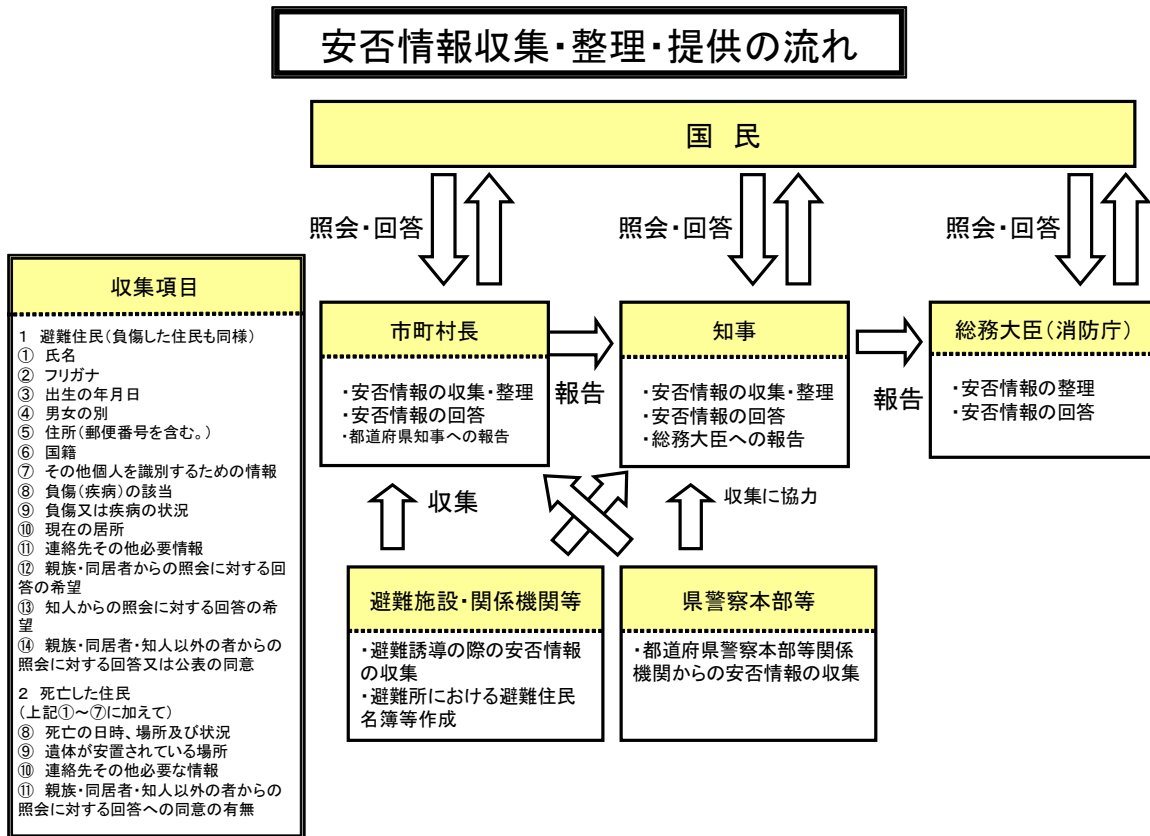 安否情報収集・整理・提供の流れ
国 民
照会・回答
照会・回答
照会・回答
収集項目
1 避難住民(負傷した住民も同様)
① 氏名
② フリガナ
③ 出生の年月日
④ 男女の別
⑤ 住所(郵便番号を含む。)
⑥ 国籍
⑦ その他個人を識別するための情報
⑧ 負傷(疾病)の該当
⑨ 負傷又は疾病の状況
⑩ 現在の居所
⑪ 連絡先その他必要情報
⑫ 親族・同居者からの照会に対する回
答の希望
⑬ 知人からの照会に対する回答の希
望
⑭ 親族・同居者・知人以外の者からの
照会に対する回答又は公表の同意
2 死亡した住民
(上記①~⑦に加えて)
⑧ 死亡の日時、場所及び状況
⑨ 遺体が安置されている場所
⑩ 連絡先その他必要な情報
⑪ 親族・同居者・知人以外の者からの
照会に対する回答への同意の有無
市町村長
・安否情報の収集・整理
・安否情報の回答
・都道府県知事への報告
報告
知事
・安否情報の収集・整理
・安否情報の回答
・総務大臣への報告
報告
総務大臣(消防庁)
・安否情報の整理
・安否情報の回答
収集
収集に協力
避難施設・関係機関等
・避難誘導の際の安否情報
の収集
・避難所における避難住民
名簿等作成
県警察本部等
・都道府県警察本部等関係
機関からの安否情報の収集